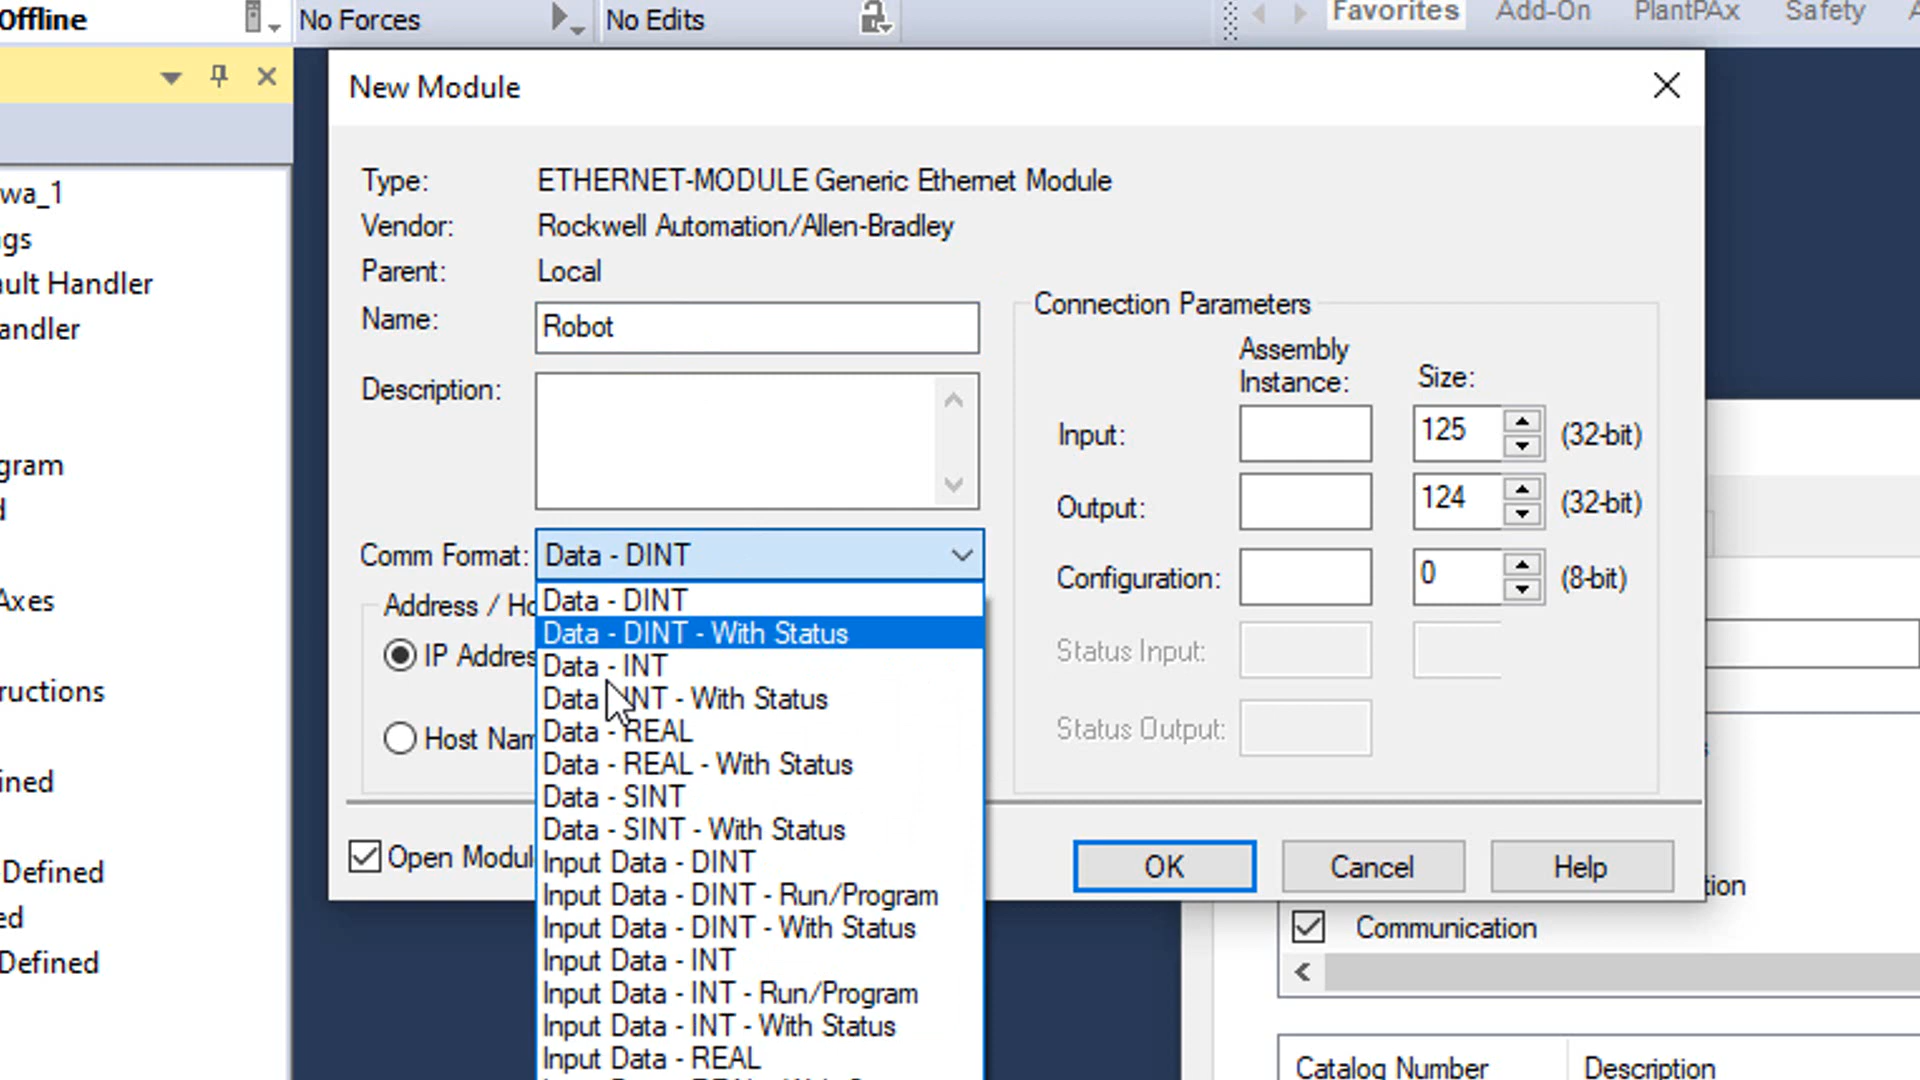 Offline
No Forces
No Edits
Favorites
Add-On
PlantPAx
Safety
wa_1
gs
ault Handler
andler
gram
Axes
ructions
ined
Defined
ed
Defined
New Module
Type: ETHERNET-MODULE Generic Ethernet Module
Vendor: Rockwell Automation/Allen-Bradley
Parent: Local
Name: Robot
Description:
Comm Format: Data - DINT
Data - DINT
Data - DINT - With Status
Data - INT
Data - INT - With Status
Data - REAL
Data - REAL - With Status
Data - SINT
Data - SINT - With Status
Input Data - DINT
Input Data - DINT - Run/Program
Input Data - DINT - With Status
Input Data - INT
Input Data - INT - Run/Program
Input Data - INT - With Status
Input Data - REAL
Address / Ho
IP Addres
Host Nam
Open Modul
Connection Parameters
Assembly
Instance:
Size:
Input: 125 (32-bit)
Output: 124 (32-bit)
Configuration: 0 (8-bit)
Status Input:
Status Output:
OK
Cancel
Help
tion
Communication
Catalog Number
Description